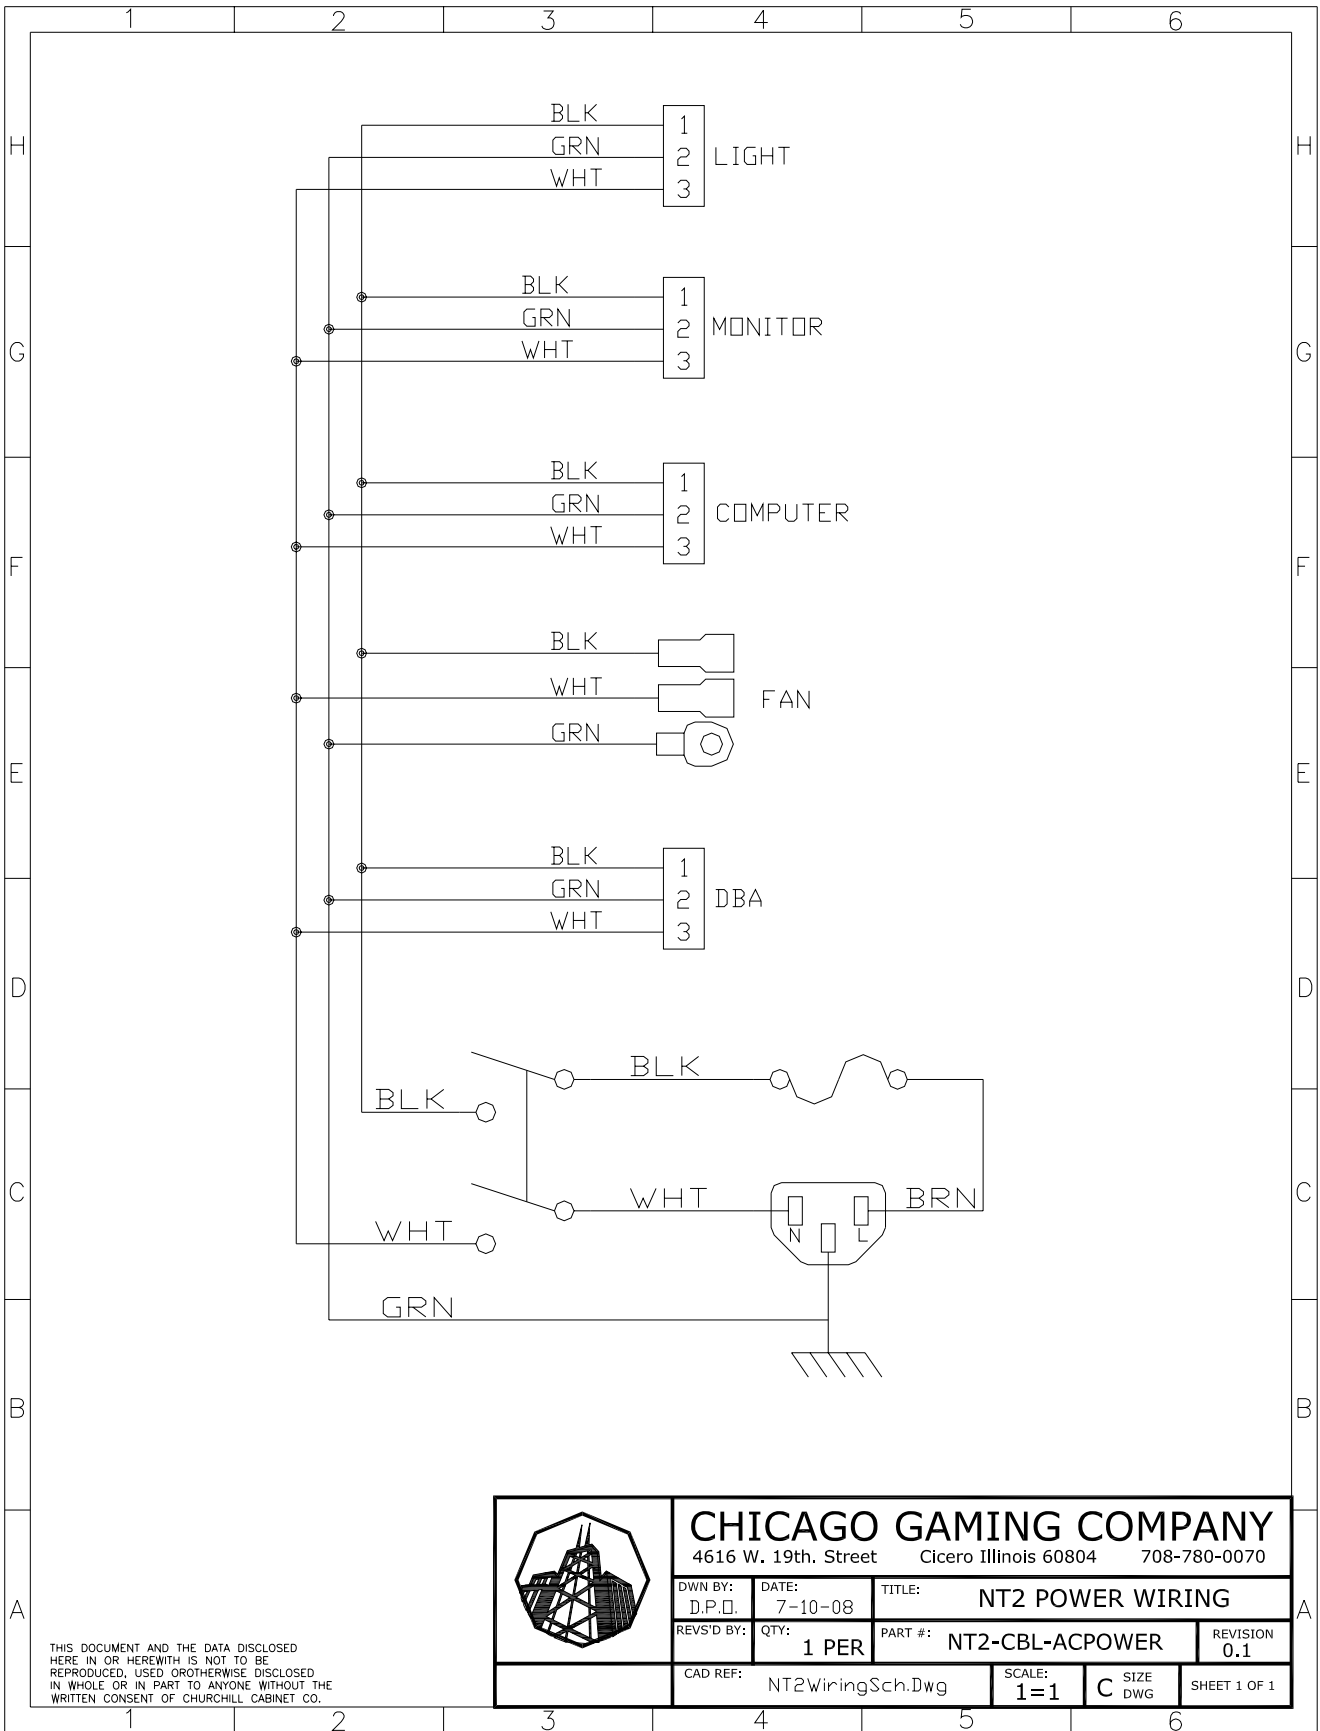 1 2 3 4 5 6
H H
BLK
GRN
WHT
1
2
3
LIGHT
G G
BLK
GRN
WHT
1
2
3
MONITOR
F F
BLK
GRN
WHT
1
2
3
COMPUTER
E E
BLK
WHT
GRN
FAN
D D
BLK
GRN
WHT
1
2
3
DBA
C C
BLK
BLK
WHT
BRN
N L
WHT
GRN
B B
A A
CHICAGO GAMING COMPANY
4616 W. 19th. Street Cicero Illinois 60804 708-780-0070
DWN BY: D.P.O.
DATE: 7-10-08
TITLE: NT2 POWER WIRING
REVS'D BY:
QTY: 1 PER
PART #: NT2-CBL-ACPOWER
REVISION 0.1
CAD REF: NT2WiringSch.Dwg
SCALE: 1=1
C SIZE DWG
SHEET 1 OF 1
THIS DOCUMENT AND THE DATA DISCLOSED
HERE IN OR HEREWITH IS NOT TO BE
REPRODUCED, USED OROTHERWISE DISCLOSED
IN WHOLE OR IN PART TO ANYONE WITHOUT THE
WRITTEN CONSENT OF CHURCHILL CABINET CO.
1 2 3 4 5 6